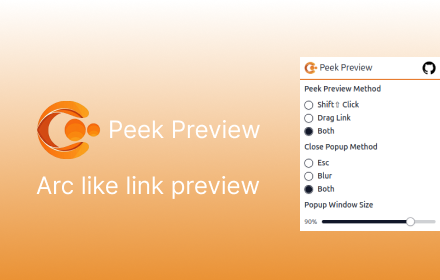 Peek Preview
Arc like link preview
Peek Preview
Peek Preview Method
Shift⇧ Click
Drag Link
Both
Close Popup Method
Esc
Blur
Both
Popup Window Size
90%